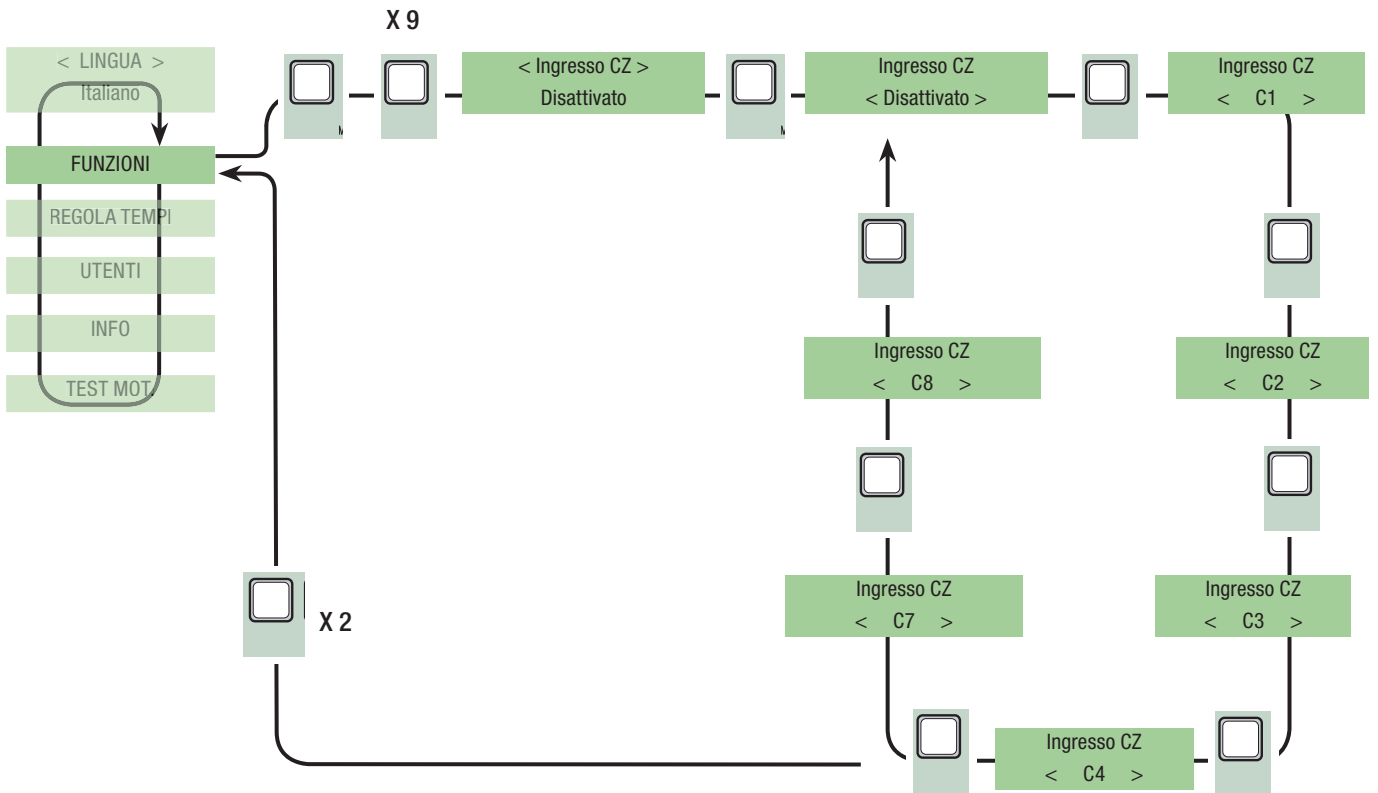 X 9
< LINGUA >
Italiano
FUNZIONI
REGOLA TEMPI
UTENTI
INFO
TEST MOT.
< Ingresso CZ >
Disattivato
Ingresso CZ
< Disattivato >
Ingresso CZ
< C1 >
Ingresso CZ
< C2 >
Ingresso CZ
< C3 >
Ingresso CZ
< C4 >
Ingresso CZ
< C7 >
Ingresso CZ
< C8 >
X 2